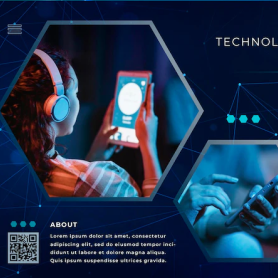 TECHNOL
ABOUT
Lorem ipsum dolor sit amet, consectetur
adipiscing elit, sed do eiusmod tempor inci-
didunt ut labore et dolore magna aliqua.
Quis ipsum suspendisse ultrices gravida.